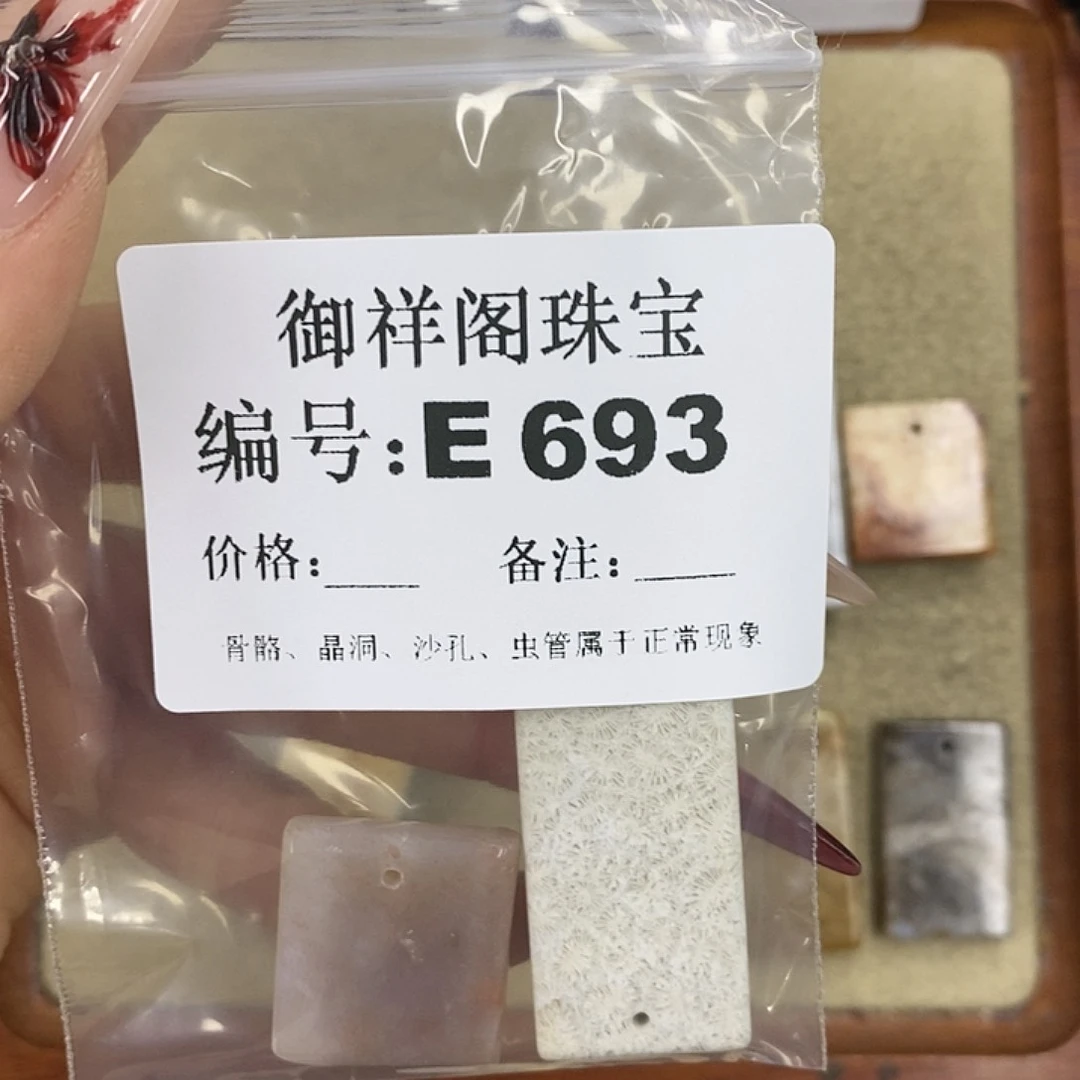 御祥阁珠宝
编号:E 693
价格:____ 备注:____
骨骼、晶洞、沙孔、虫管属于正常现象